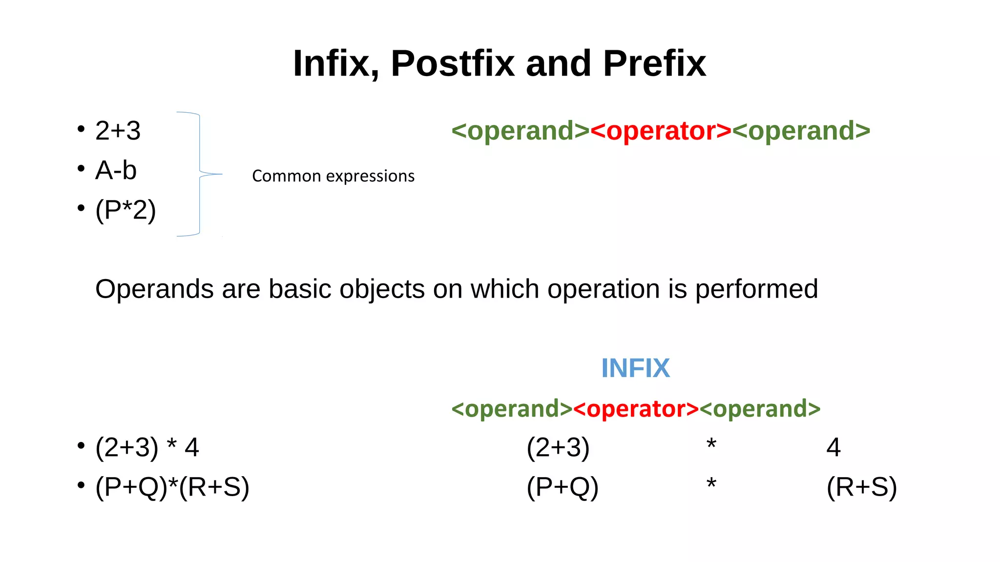 Infix, Postfix and Prefix
• 2+3 <operand><operator><operand>
• A-b
Common expressions
• (P*2)
Operands are basic objects on which operation is performed
INFIX
<operand><operator><operand>
• (2+3) * 4 (2+3) * 4
• (P+Q)*(R+S) (P+Q) * (R+S)